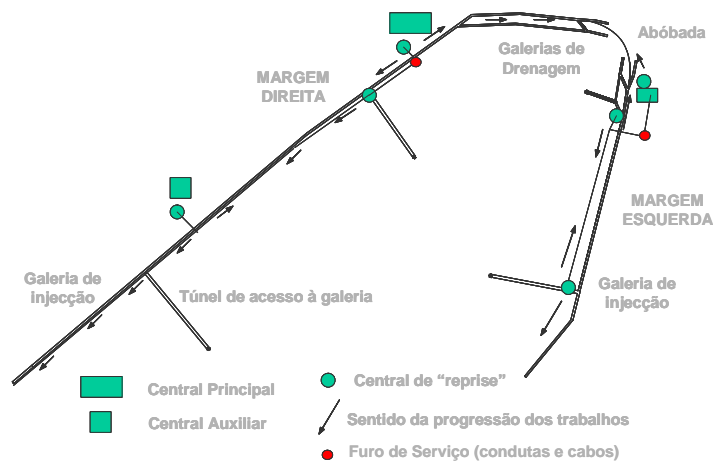 Abóbada
Galerias de
Drenagem
MARGEM
DIREITA
MARGEM
ESQUERDA
Galeria de
injecção
Túnel de acesso à galeria
Galeria de
injecção
Central Principal
Central de “reprise”
Central Auxiliar
Sentido da progressão dos trabalhos
Furo de Serviço (condutas e cabos)